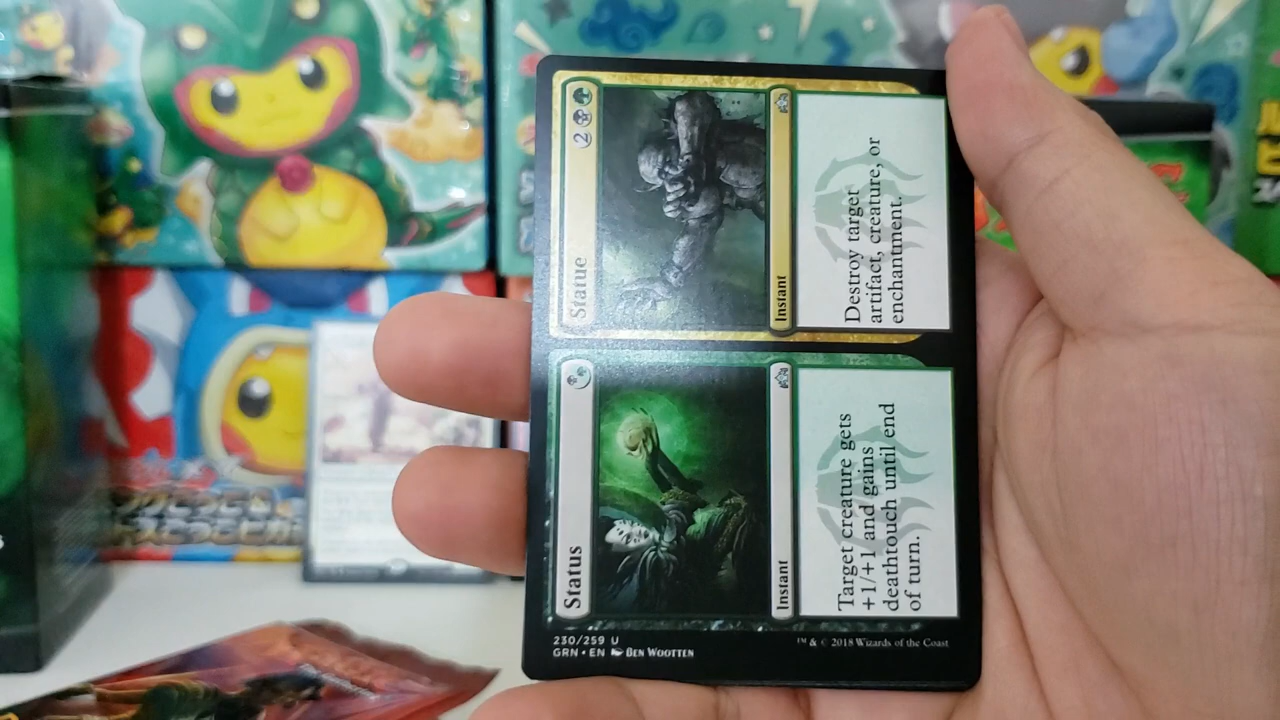 Status
Instant
Target creature gets
+1/+1 and gains
deathtouch until end
of turn.
Statue
2
Instant
Destroy target
artifact, creature, or
enchantment.
230/259 U
GRN • EN BEN WOOTTEN
™ & © 2018 Wizards of the Coast